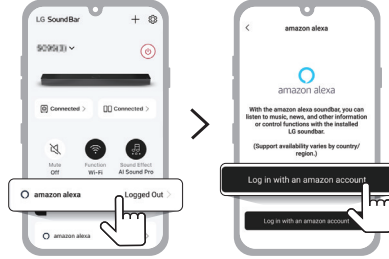 LG Sound Bar
Connected >
Connected >
Mute
Off
Function
Wi-Fi
Sound Effect
AI Sound Pro
amazon alexa
Logged Out >
amazon alexa
>
amazon alexa
amazon alexa
With the amazon alexa soundbar, you can
listen to music, news, and other information
or control functions with the installed
LG soundbar.
(Support availability varies by country/
region.)
Log in with an amazon account
Log in with an amazon account